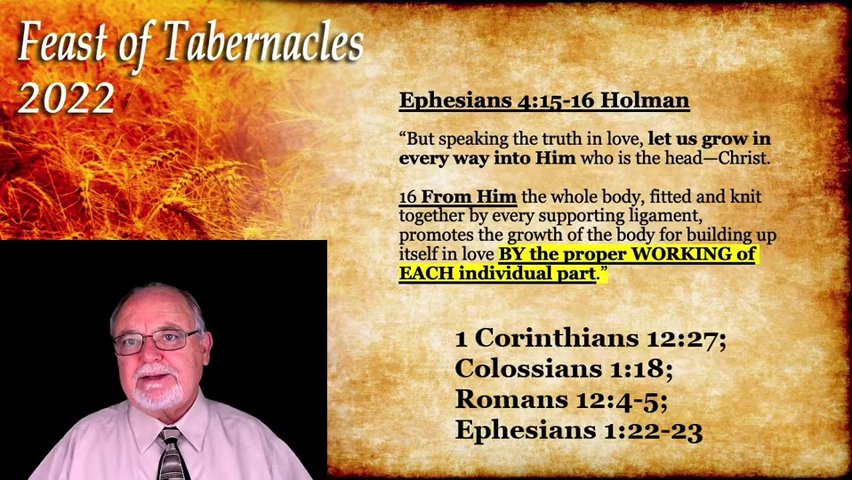 Feast of Tabernacles
2022
Ephesians 4:15-16 Holman
“But speaking the truth in love, let us grow in
every way into Him who is the head—Christ.
16 From Him the whole body, fitted and knit
together by every supporting ligament,
promotes the growth of the body for building up
itself in love BY the proper WORKING of
EACH individual part.”
1 Corinthians 12:27;
Colossians 1:18;
Romans 12:4-5;
Ephesians 1:22-23